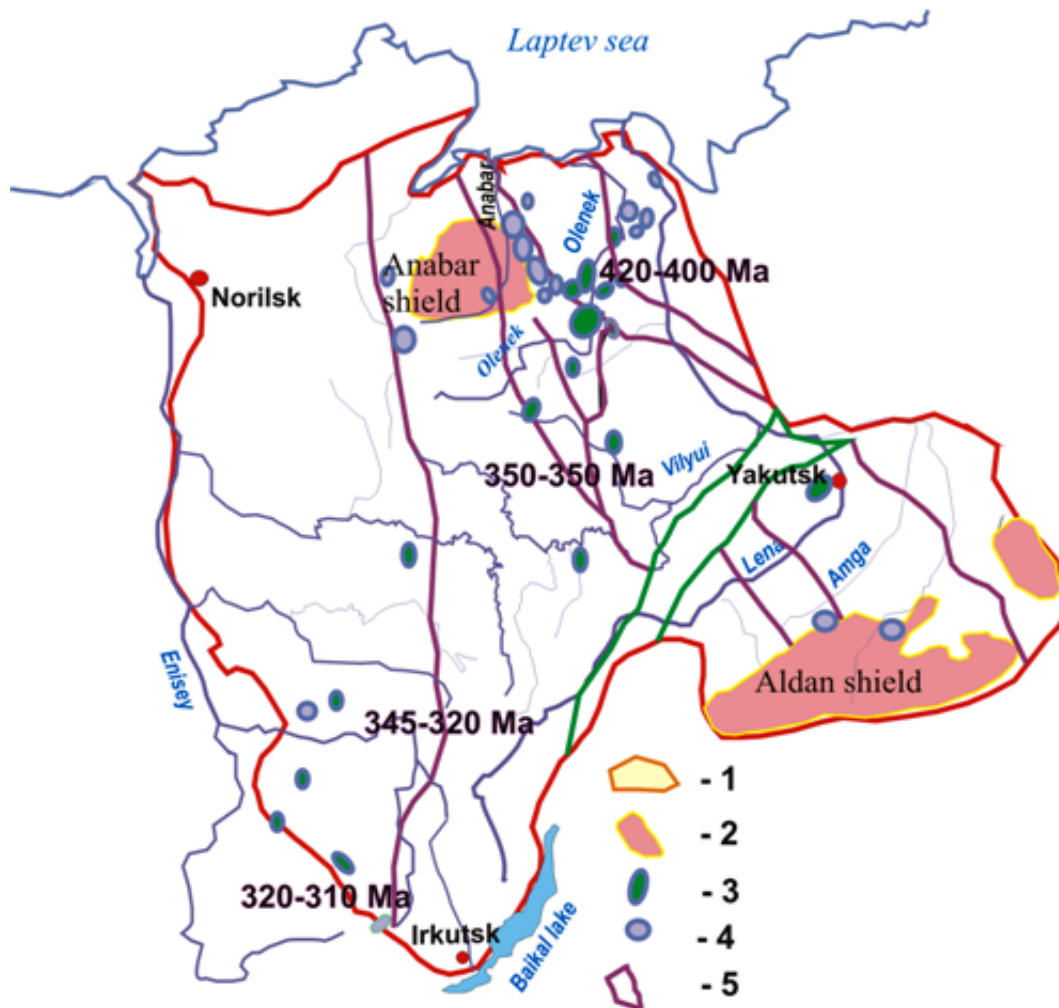 Laptev sea
Anabar
Olenek
Anabar
shield
420-400 Ma
Norilsk
Olenek
350-350 Ma
Vilyui
Yakutsk
Lena
Amga
Enisey
Aldan shield
345-320 Ma
- 1
- 2
320-310 Ma
- 3
Irkutsk
Baikal lake
- 4
- 5